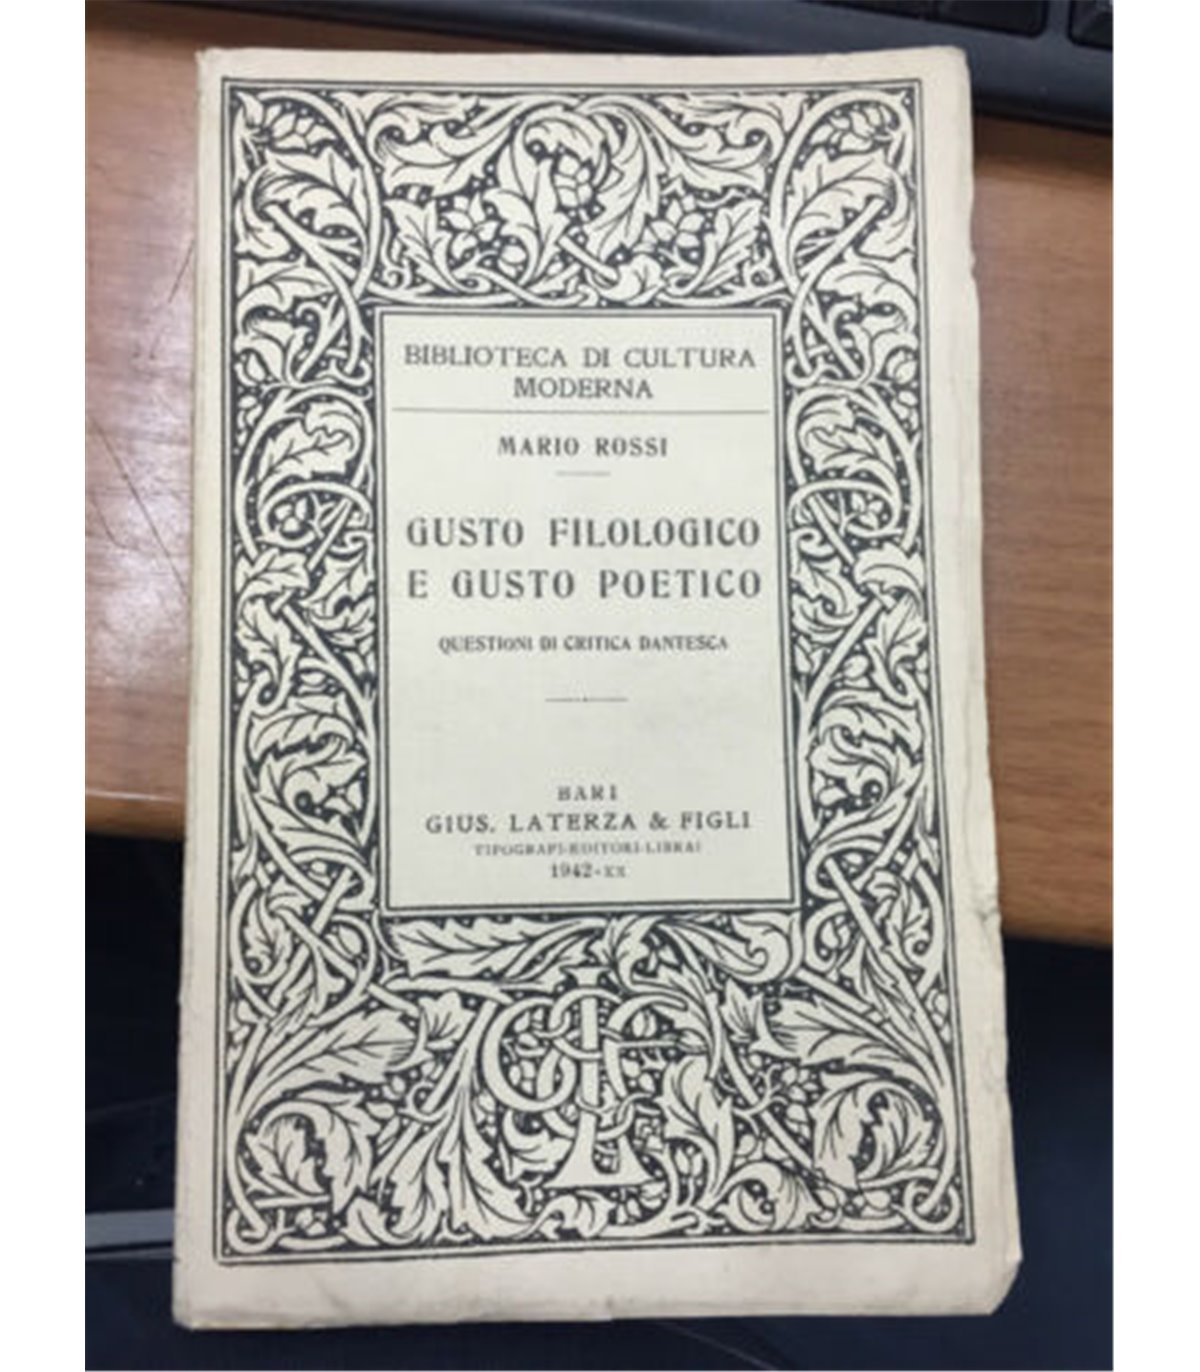 BIBLIOTECA DI CULTURA
MODERNA
MARIO ROSSI
GUSTO FILOLOGICO
E GUSTO POETICO
QUESTIONI DI CRITICA DANTESCA
BARI
GIUS. LATERZA & FIGLI
TIPOGRAFI-EDITORI-LIBRAI
1942-XX